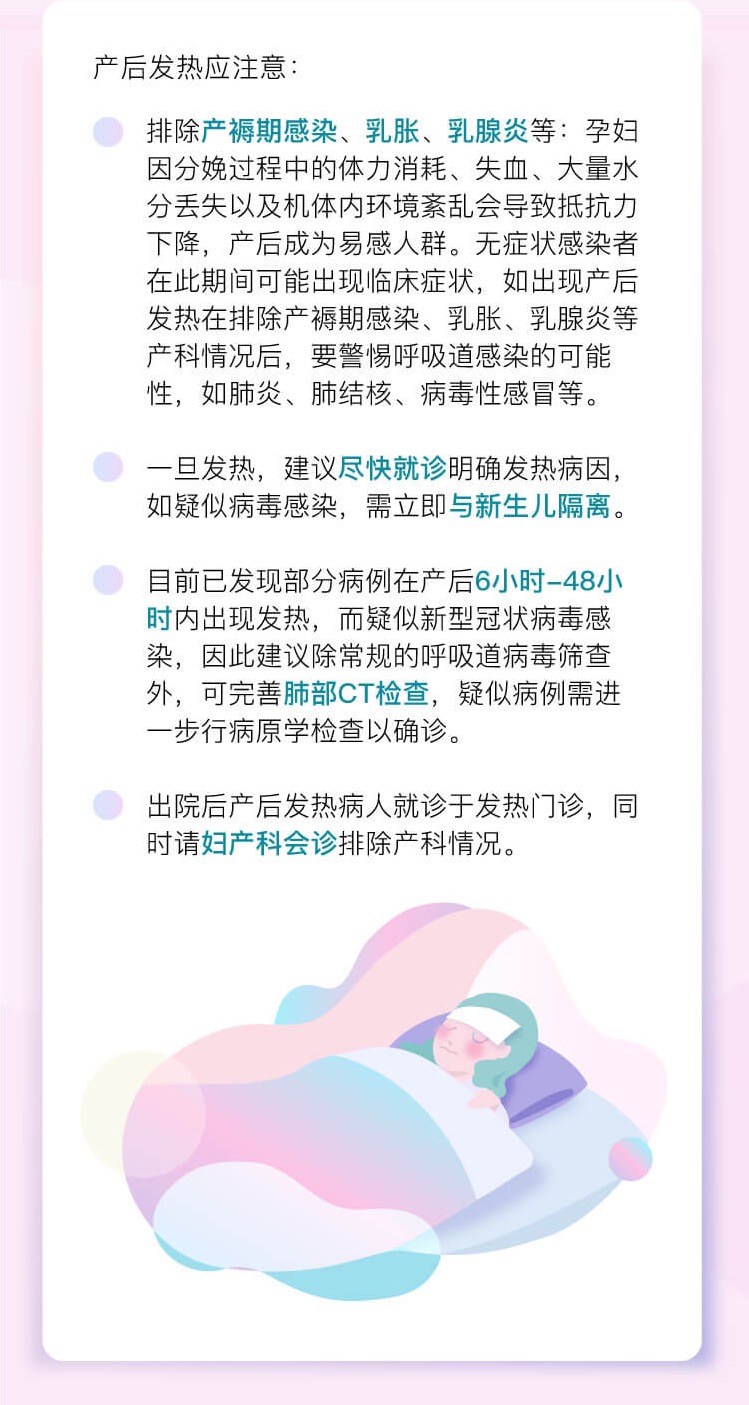 产后发热应注意：
排除产褥期感染、乳胀、乳腺炎等：孕妇
因分娩过程中的体力消耗、失血、大量水
分丢失以及机体内环境紊乱会导致抵抗力
下降，产后成为易感人群。无症状感染者
在此期间可能出现临床症状，如出现产后
发热在排除产褥期感染、乳胀、乳腺炎等
产科情况后，要警惕呼吸道感染的可能
性，如肺炎、肺结核、病毒性感冒等。
一旦发热，建议尽快就诊明确发热病因，
如疑似病毒感染，需立即与新生儿隔离。
目前已发现部分病例在产后6小时–48小
时内出现发热，而疑似新型冠状病毒感
染，因此建议除常规的呼吸道病毒筛查
外，可完善肺部CT检查，疑似病例需进
一步行病原学检查以确诊。
出院后产后发热病人就诊于发热门诊，同
时请妇产科会诊排除产科情况。